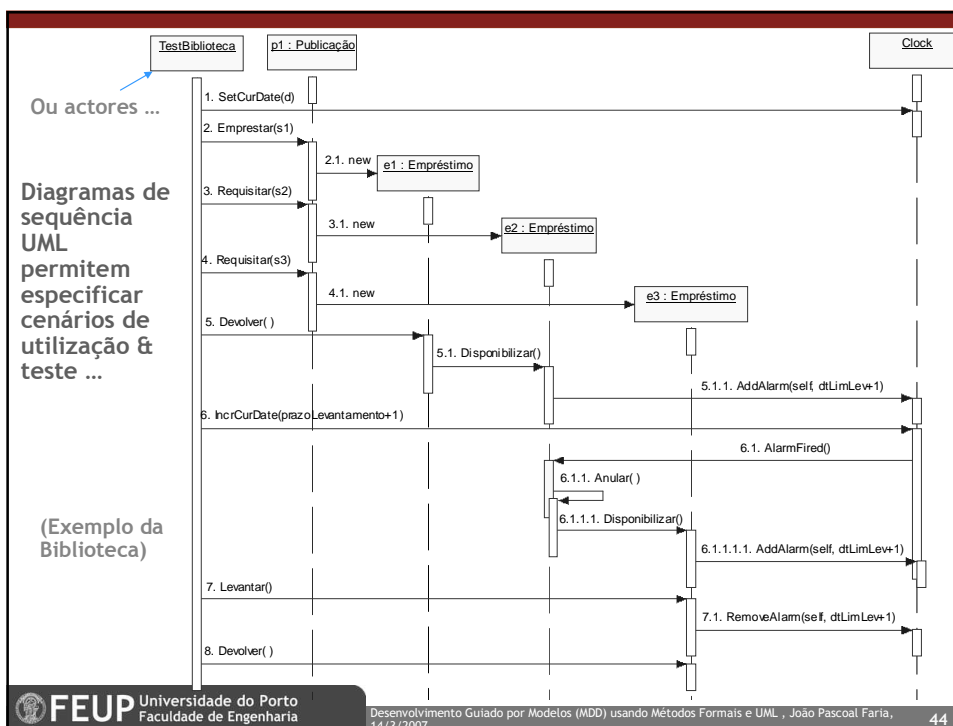 TestBiblioteca
p1 : Publicação
Clock
Ou actores ...
1. SetCurDate(d)
2. Emprestar(s1)
2.1. new
e1 : Empréstimo
Diagramas de
sequência
UML
permitem
especificar
cenários de
utilização &
teste ...
3. Requisitar(s2)
3.1. new
e2 : Empréstimo
4. Requisitar(s3)
4.1. new
e3 : Empréstimo
5. Devolver( )
5.1. Disponibilizar()
5.1.1. AddAlarm(self, dtLimLev+1)
6. IncrCurDate(prazoLevantamento+1)
6.1. AlarmFired()
6.1.1. Anular( )
6.1.1.1. Disponibilizar()
(Exemplo da
Biblioteca)
6.1.1.1.1. AddAlarm(self, dtLimLev+1)
7. Levantar()
7.1. RemoveAlarm(self, dtLimLev+1)
8. Devolver( )
FEUP
Universidade do Porto
Faculdade de Engenharia
Desenvolvimento Guiado por Modelos (MDD) usando Métodos Formais e UML , João Pascoal Faria,
14/3/2007
44